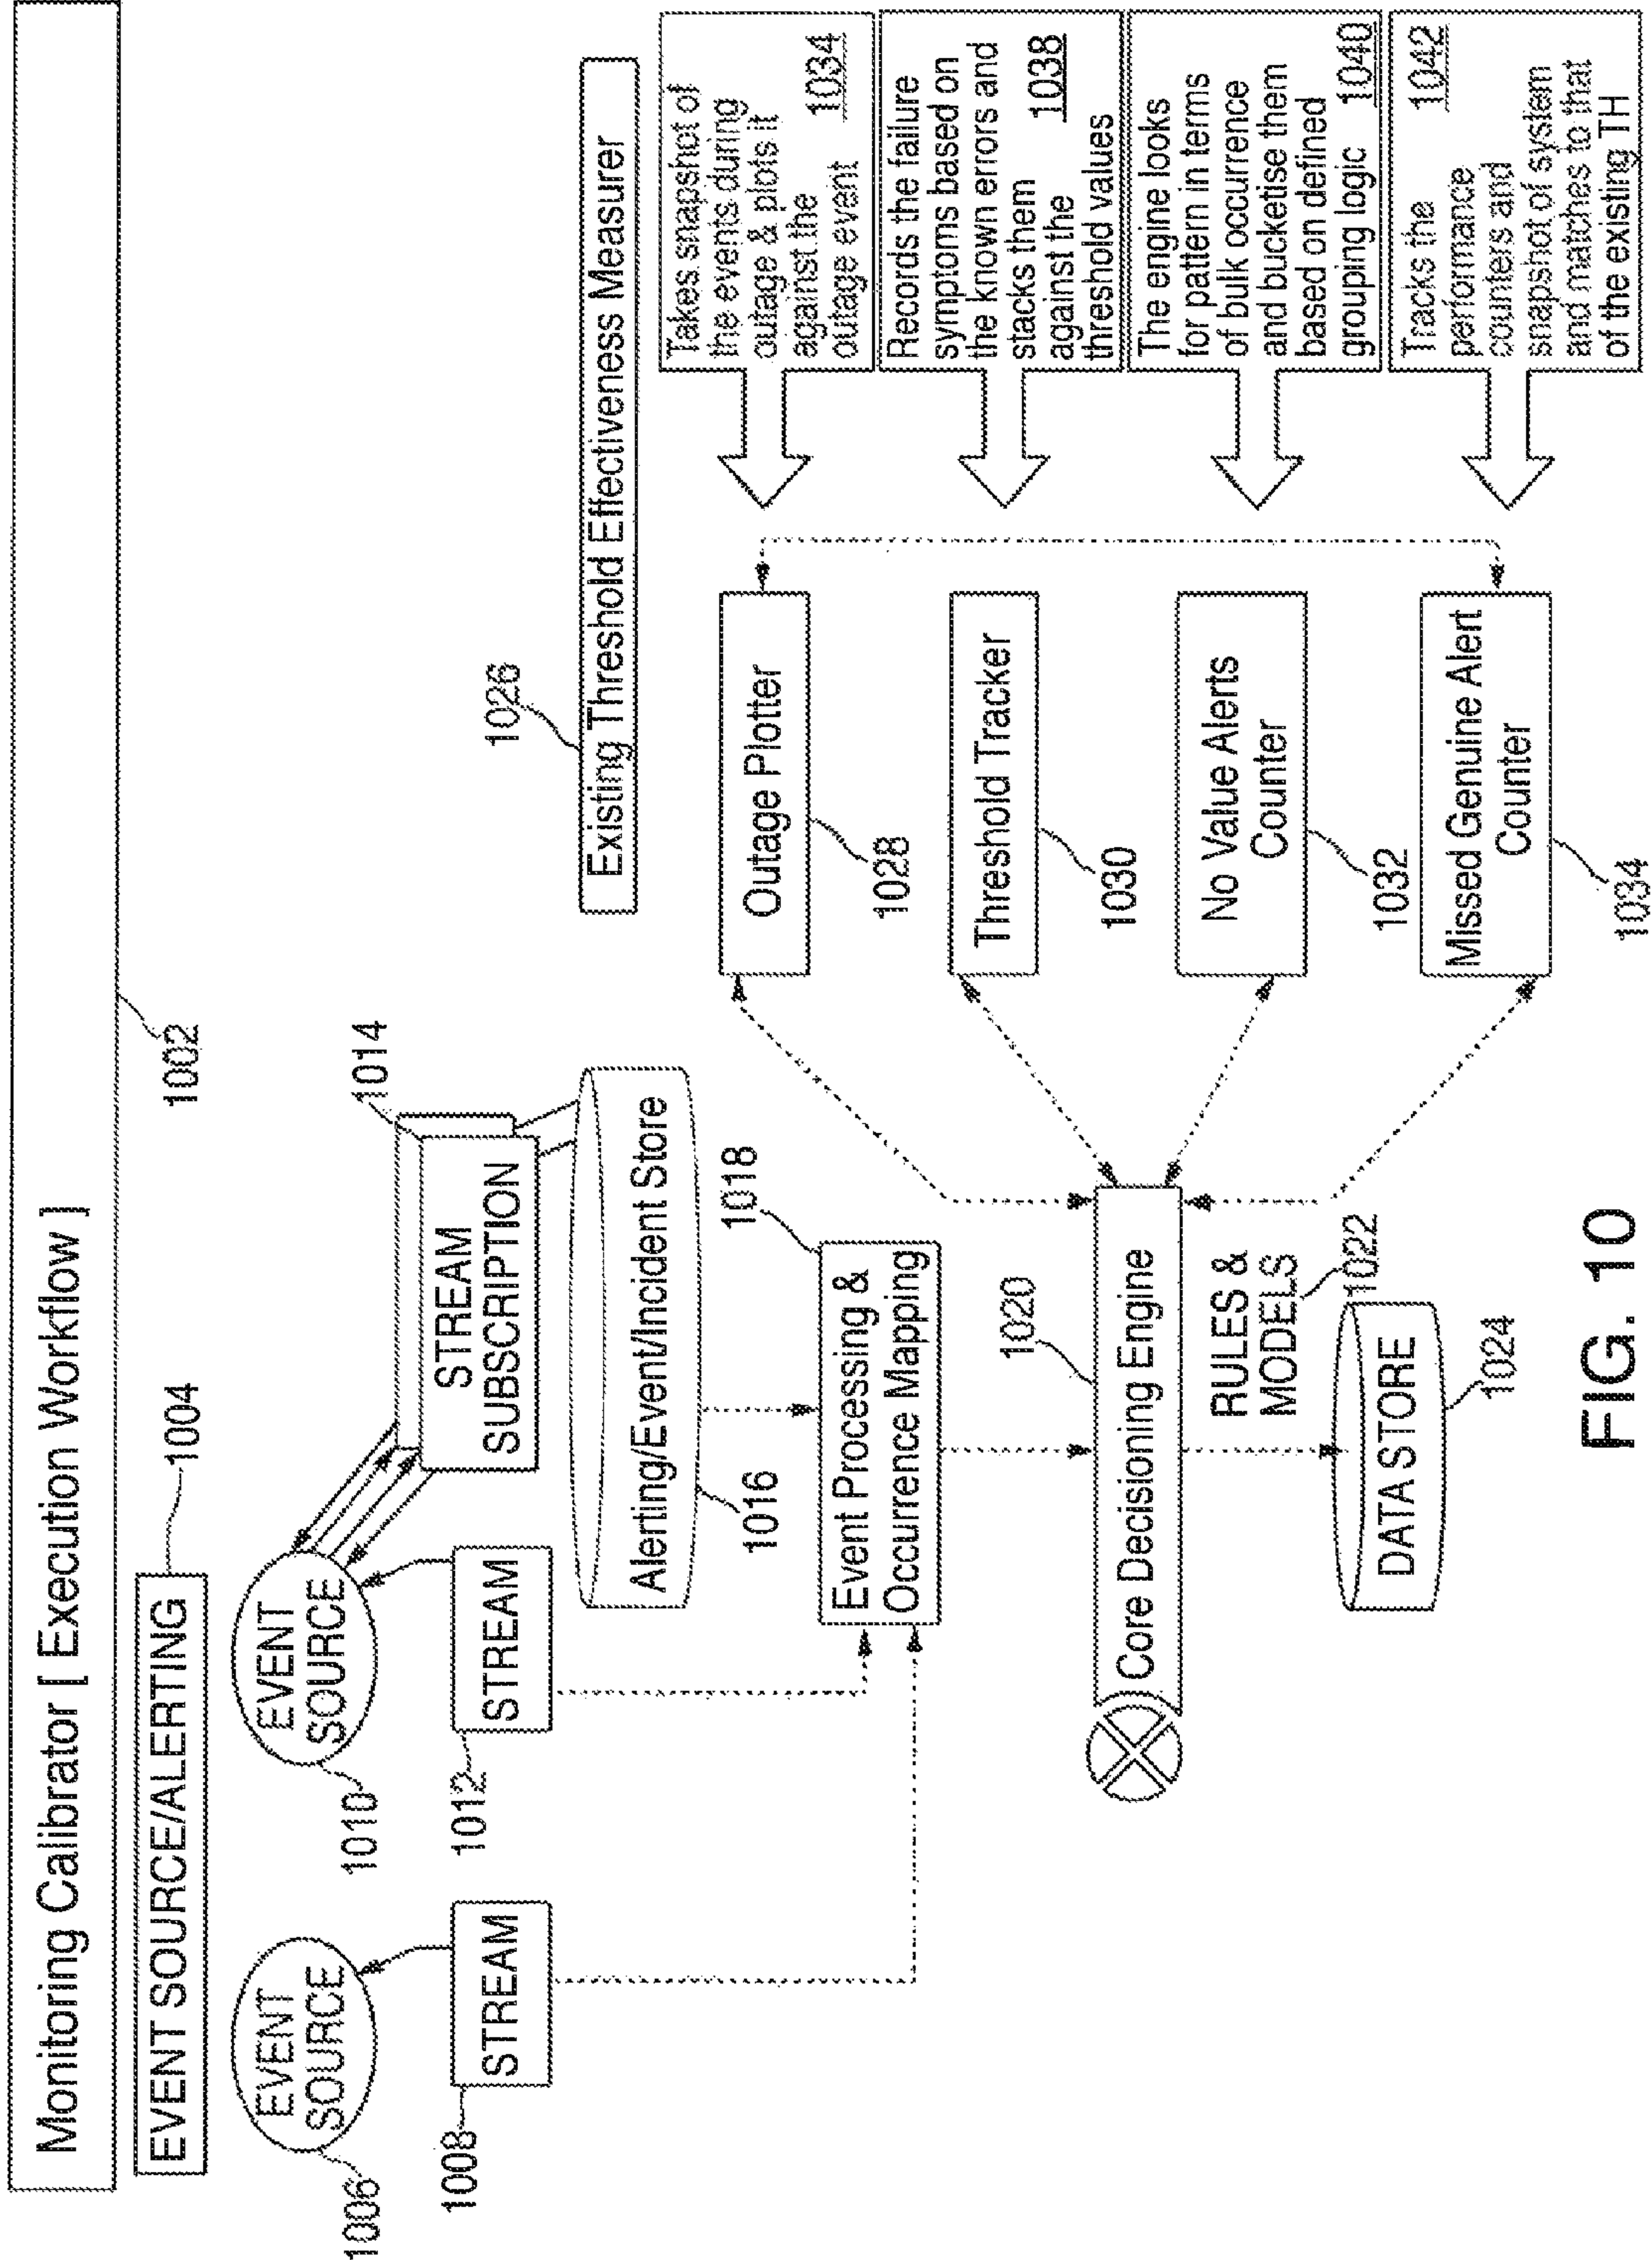 Monitoring Calibrator [ Execution Workflow ]
1002
EVENT SOURCE/ALERTING
1004
EVENT
SOURCE
1006
STREAM
1008
EVENT
SOURCE
1010
STREAM
1012
STREAM
SUBSCRIPTION
1014
Alerting/Event/Incident Store
1016
Event Processing &
Occurrence Mapping
1018
Core Decisioning Engine
1020
RULES &
MODELS
1022
DATA STORE
1024
Existing Threshold Effectiveness Measurer
1026
Outage Plotter
1028
Threshold Tracker
1030
No Value Alerts
Counter
1032
Missed Genuine Alert
Counter
1034
Takes snapshot of
the events during
outage & plots it
against the 1034
outage event
Records the failure
symptoms based on
the known errors and
stacks them 1038
against the
threshold values
The engine looks
for pattern in terms
of bulk occurrence
and bucketise them
based on defined
grouping logic 1040
Tracks the 1042
performance
counters and
snapshot of system
and matches to that
of the existing TH
FIG. 10